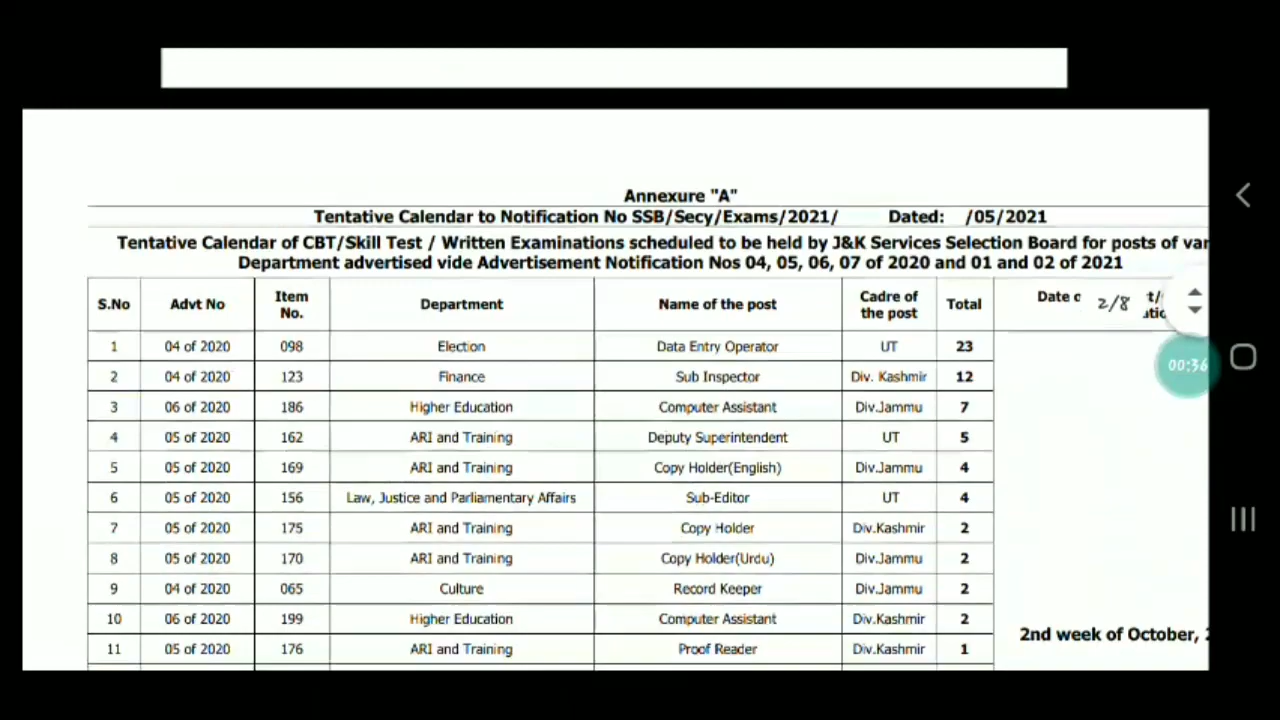 Annexure "A"
Tentative Calendar to Notification No SSB/Secy/Exams/2021/ Dated: /05/2021
Tentative Calendar of CBT/Skill Test / Written Examinations scheduled to be held by J&K Services Selection Board for posts of
Department advertised vide Advertisement Notification Nos 04, 05, 06, 07 of 2020 and 01 and 02 of 2021
S.No Advt No Item No. Department Name of the post Cadre of the post Total Date
2/8
00:36
1 04 of 2020 098 Election Data Entry Operator UT 23
2 04 of 2020 123 Finance Sub Inspector Div. Kashmir 12
3 06 of 2020 186 Higher Education Computer Assistant Div.Jammu 7
4 05 of 2020 162 ARI and Training Deputy Superintendent UT 5
5 05 of 2020 169 ARI and Training Copy Holder(English) Div.Jammu 4
6 05 of 2020 156 Law, Justice and Parliamentary Affairs Sub-Editor UT 4
7 05 of 2020 175 ARI and Training Copy Holder Div.Kashmir 2
8 05 of 2020 170 ARI and Training Copy Holder(Urdu) Div.Jammu 2
9 04 of 2020 065 Culture Record Keeper Div.Jammu 2
10 06 of 2020 199 Higher Education Computer Assistant Div.Kashmir 2
2nd week of October,
11 05 of 2020 176 ARI and Training Proof Reader Div.Kashmir 1